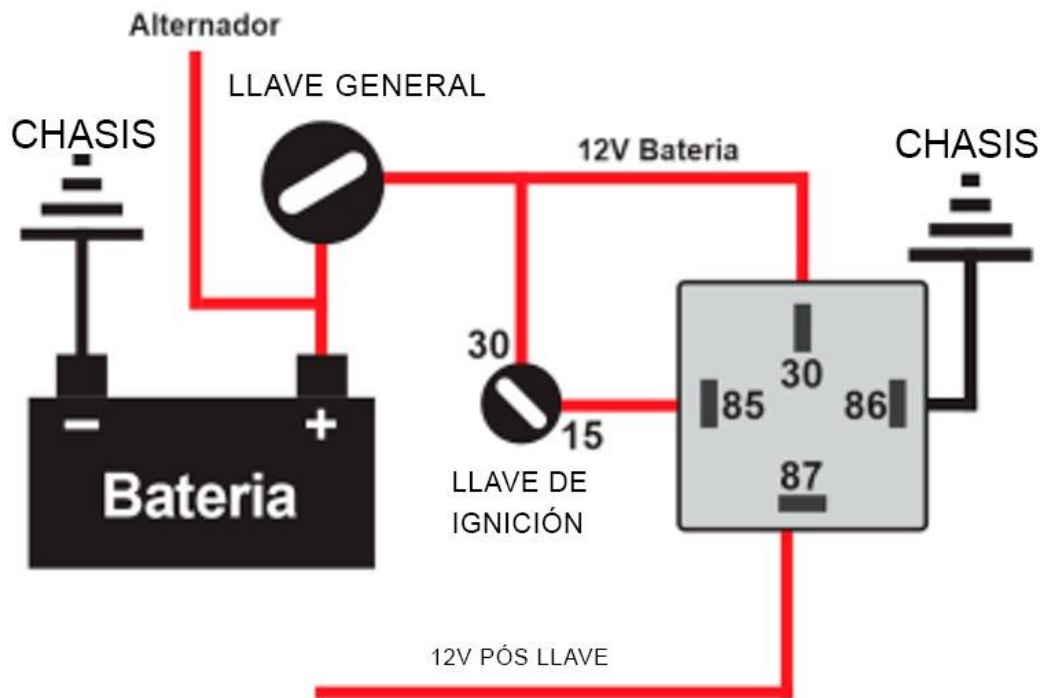 Alternador
LLAVE GENERAL
CHASIS
12V Bateria
CHASIS
30
15
LLAVE DE
IGNICIÓN
30
85
86
87
Bateria
12V PÓS LLAVE